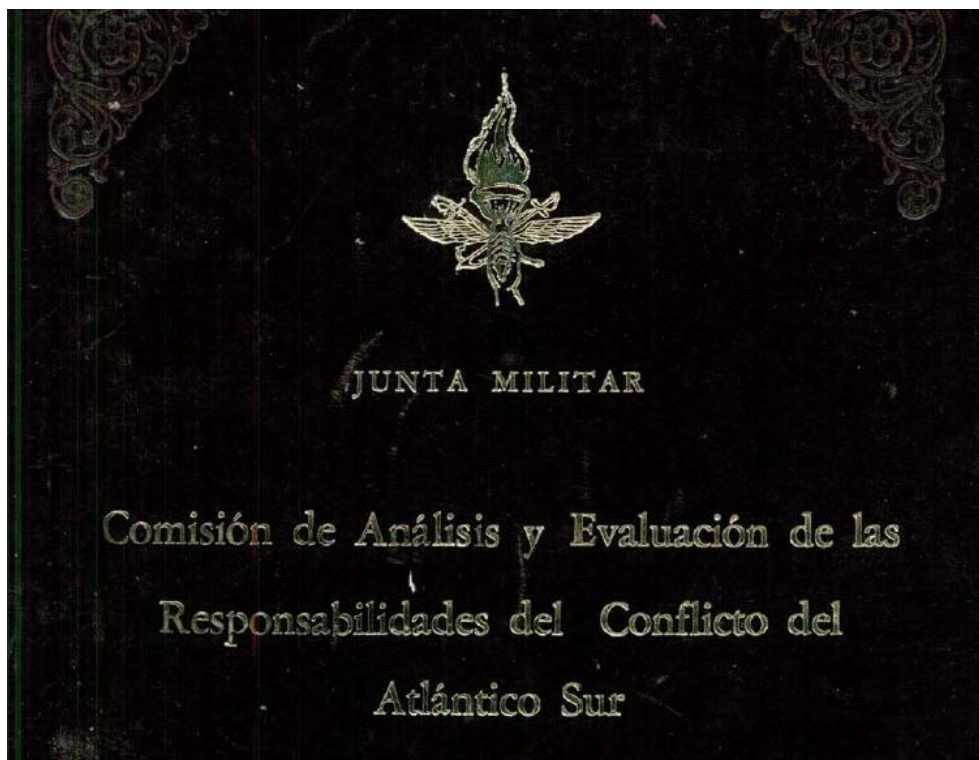 JUNTA MILITAR
Comisión de Análisis y Evaluación de las
Responsabilidades del Conflicto del
Atlántico Sur